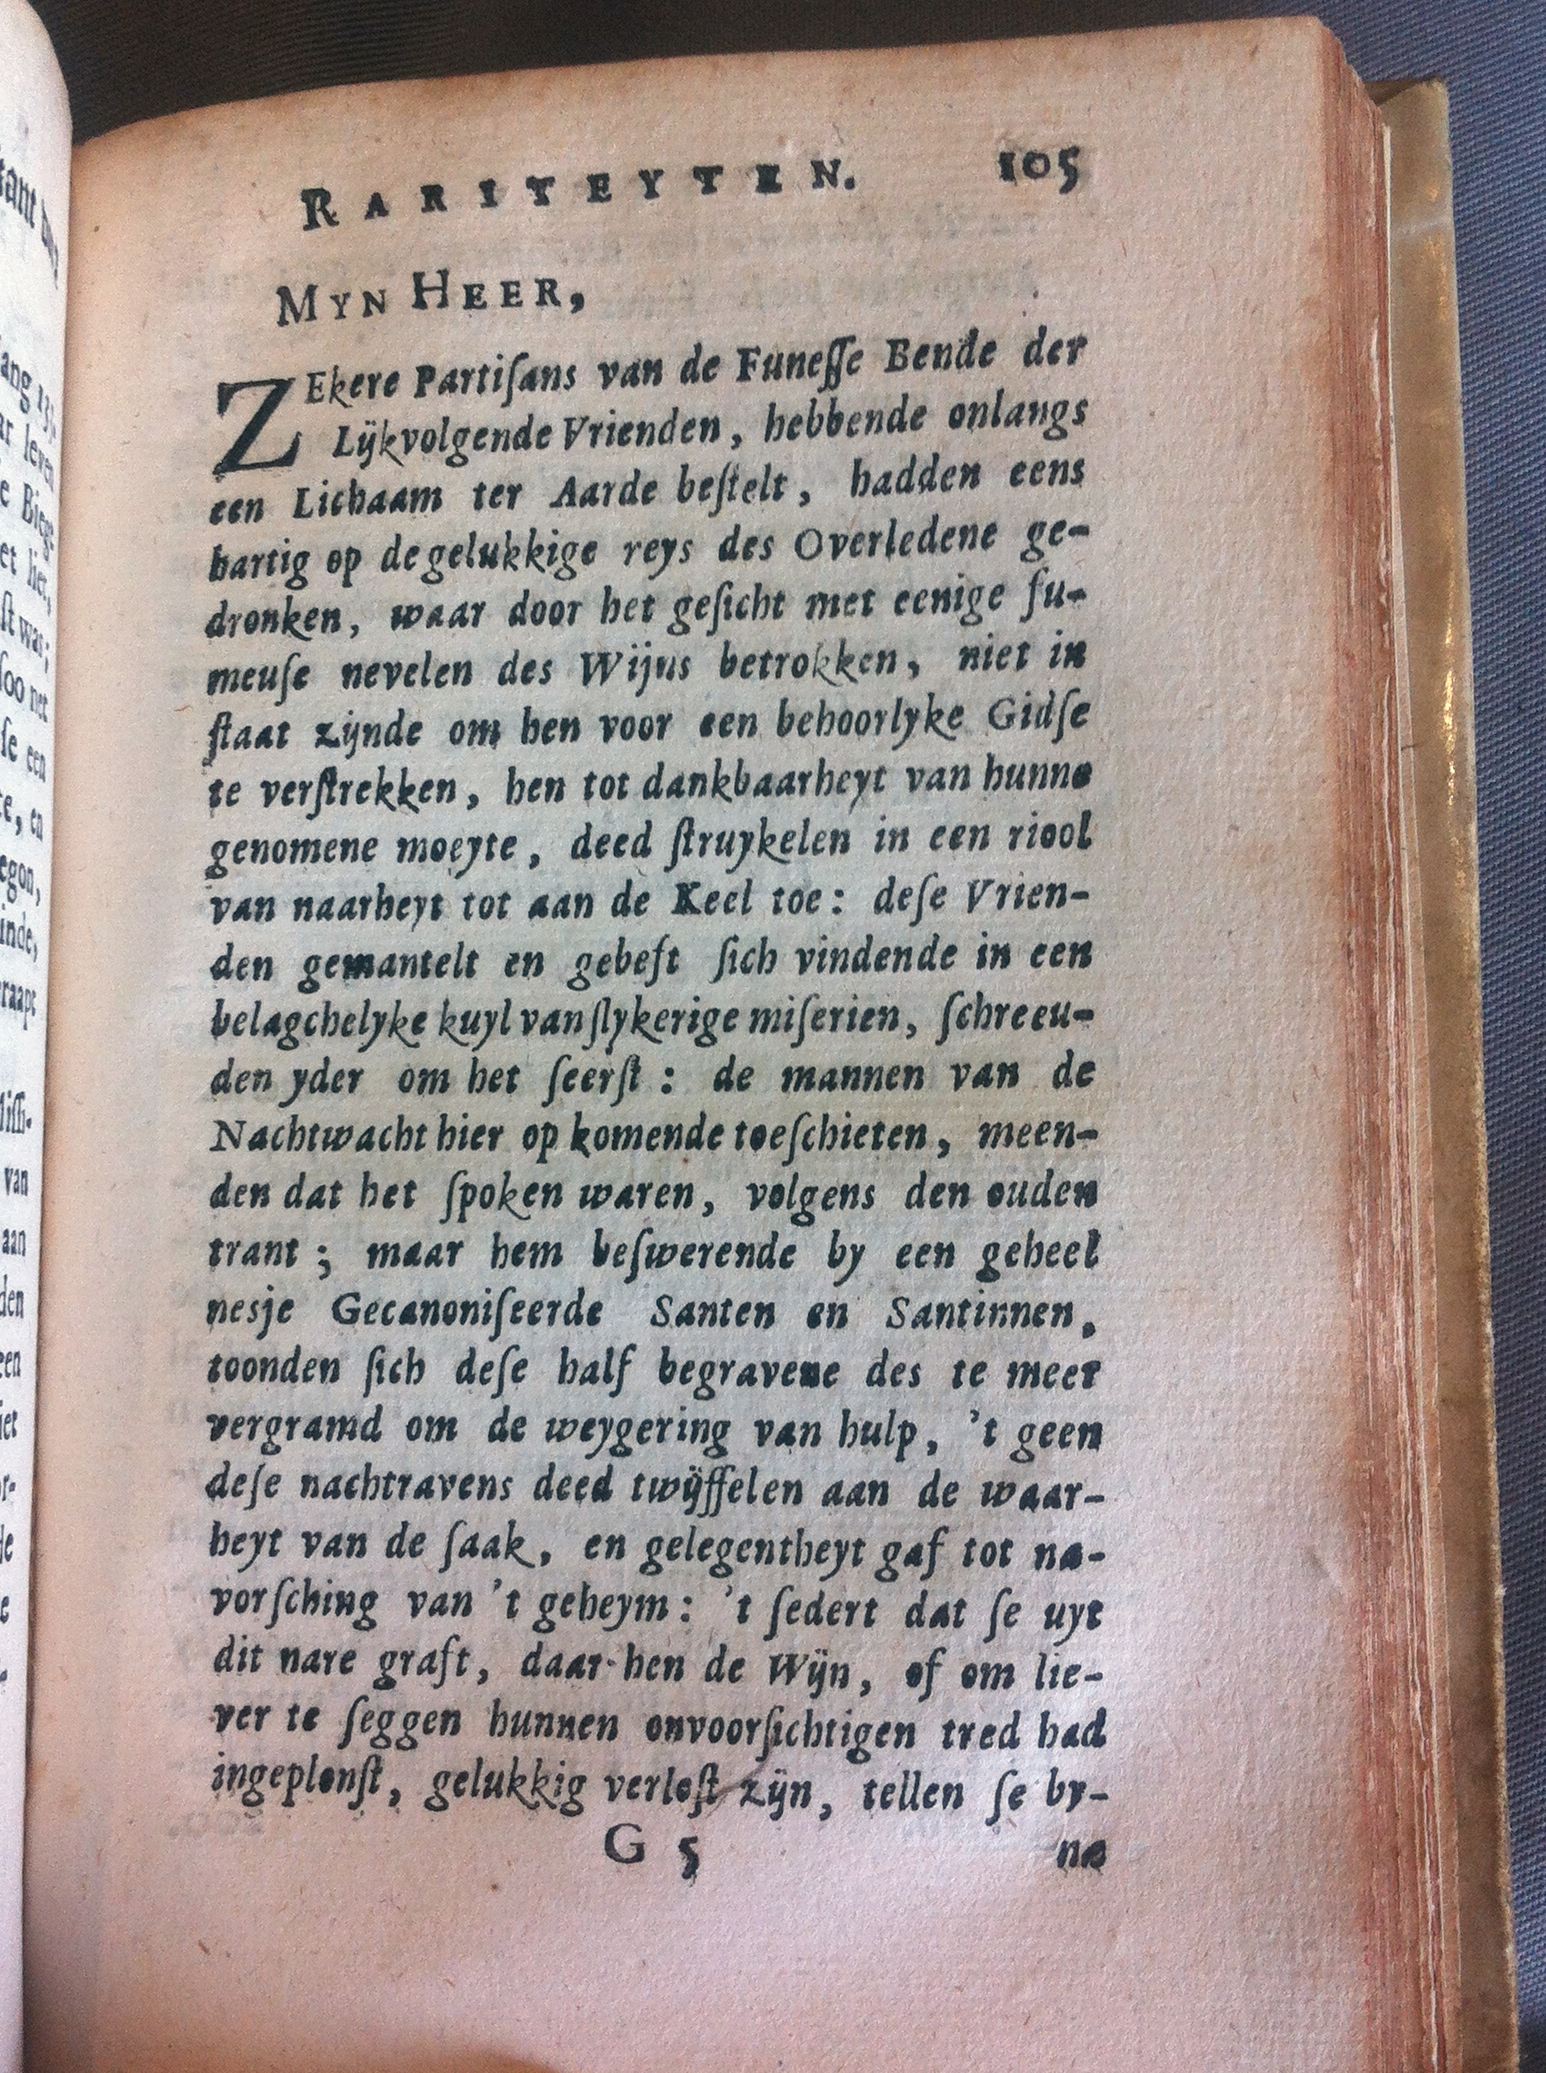 RARITEYTEN. 105
MYN HEER,
ZEkere Partiſans van de Funeſſe Bende der
Lijkvolgende Vrienden, hebbende onlangs
een Lichaam ter Aarde beſtelt, hadden eens
hartig op de gelukkige reys des Overledene ge-
dronken, waar door het geſicht met eenige fu-
meuſe nevelen des Wijns betrokken, niet in
ſtaat zijnde om hen voor een behoorlyke Gidſe
te verſtrekken, hen tot dankbaarheyt van hunne
genomene moeyte, deed ſtruykelen in een riool
van naarheyt tot aan de Keel toe: deſe Vrien-
den gemantelt en gebeft ſich vindende in een
belagchelyke kuyl van ſlykerige miſerien, ſchreeu-
den yder om het ſeerſt: de mannen van de
Nachtwacht hier op komende toeſchieten, meen-
den dat het ſpoken waren, volgens den ouden
trant; maar hem beſwerende by een geheel
nesje Gecanoniſeerde Santen en Santinnen,
toonden ſich deſe half begravene des te meer
vergramd om de weygering van hulp, 't geen
deſe nachtravens deed twijffelen aan de waar-
heyt van de ſaak, en gelegentheyt gaf tot na-
vorſching van 't geheym: 't ſedert dat ſe uyt
dit nare graft, daar hen de Wijn, of om lie-
ver te ſeggen hunnen onvoorſichtigen tred had
ingeplonſt, gelukkig verloſt zijn, tellen ſe by-
G 5 na